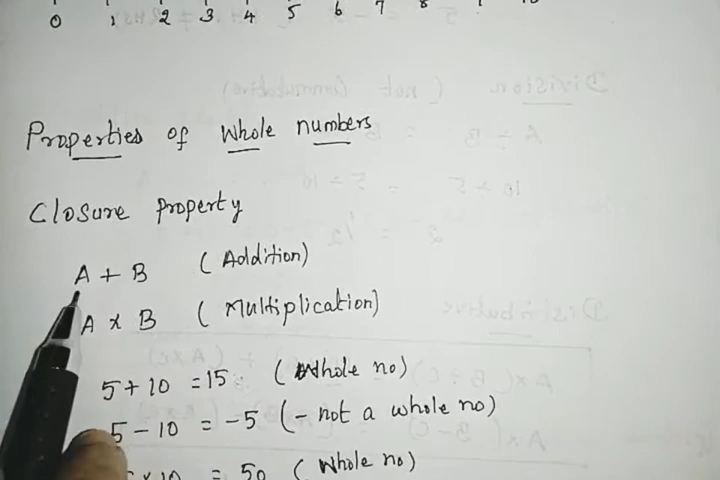 0 1 2 3 4 5 6 7 8
Properties of Whole numbers
Closure property
A + B (Addition)
A x B (Multiplication)
5 + 10 = 15 (Whole no)
5 - 10 = -5 (- not a whole no)
x 10 = 50 (Whole no)